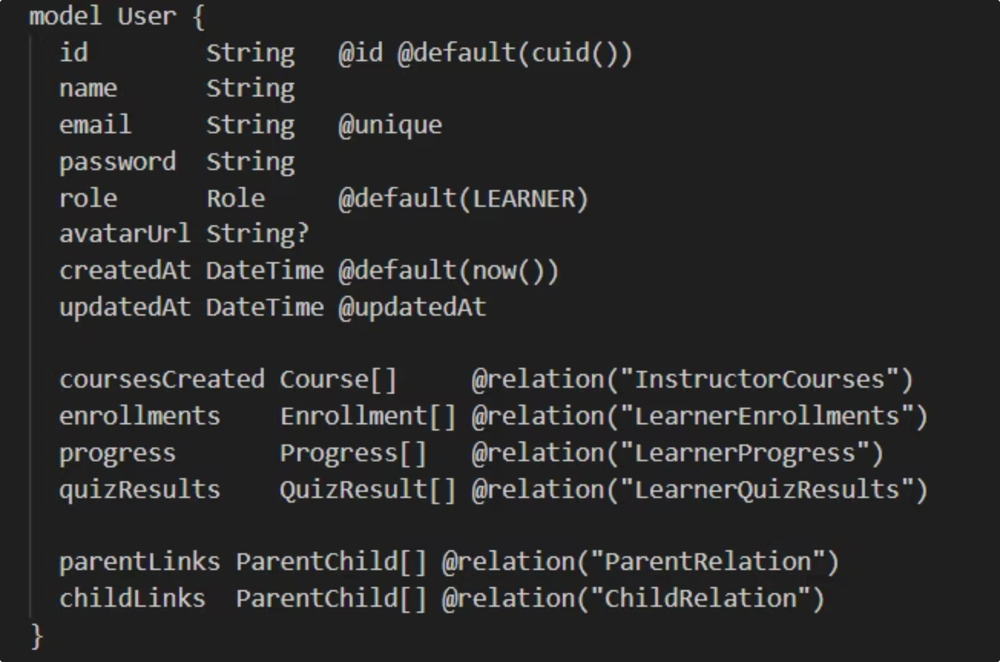 model User {
  id        String   @id @default(cuid())
  name      String
  email     String   @unique
  password  String
  role      Role     @default(LEARNER)
  avatarUrl String?
  createdAt DateTime @default(now())
  updatedAt DateTime @updatedAt

  coursesCreated Course[]     @relation("InstructorCourses")
  enrollments    Enrollment[] @relation("LearnerEnrollments")
  progress       Progress[]   @relation("LearnerProgress")
  quizResults    QuizResult[] @relation("LearnerQuizResults")

  parentLinks ParentChild[] @relation("ParentRelation")
  childLinks  ParentChild[] @relation("ChildRelation")
}